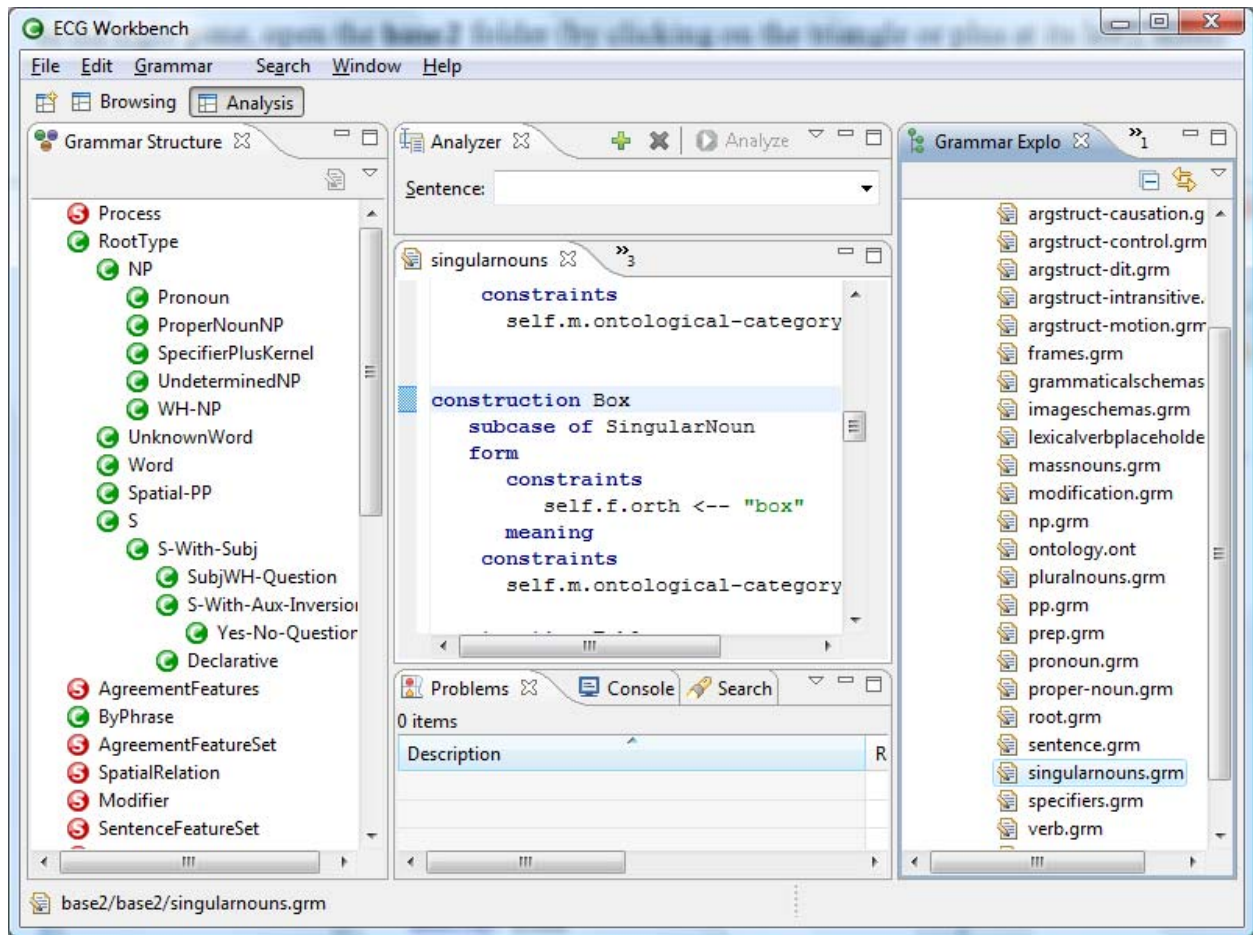 ECG Workbench
File Edit Grammar Search Window Help
Browsing Analysis
Grammar Structure
Process
RootType
NP
Pronoun
ProperNounNP
SpecifierPlusKernel
UndeterminedNP
WH-NP
UnknownWord
Word
Spatial-PP
S
S-With-Subj
SubjWH-Question
S-With-Aux-Inversio
Yes-No-Question
Declarative
AgreementFeatures
ByPhrase
AgreementFeatureSet
SpatialRelation
Modifier
SentenceFeatureSet
Analyzer Analyze
Sentence:
singularnouns »3
constraints
self.m.ontological-category
construction Box
subcase of SingularNoun
form
constraints
self.f.orth <-- "box"
meaning
constraints
self.m.ontological-category
Problems Console Search
0 items
Description R
Grammar Explo »1
argstruct-causation.g
argstruct-control.grm
argstruct-dit.grm
argstruct-intransitive.
argstruct-motion.grm
frames.grm
grammaticalschemas
imageschemas.grm
lexicalverbplaceholde
massnouns.grm
modification.grm
np.grm
ontology.ont
pluralnouns.grm
pp.grm
prep.grm
pronoun.grm
proper-noun.grm
root.grm
sentence.grm
singularnouns.grm
specifiers.grm
verb.grm
base2/base2/singularnouns.grm